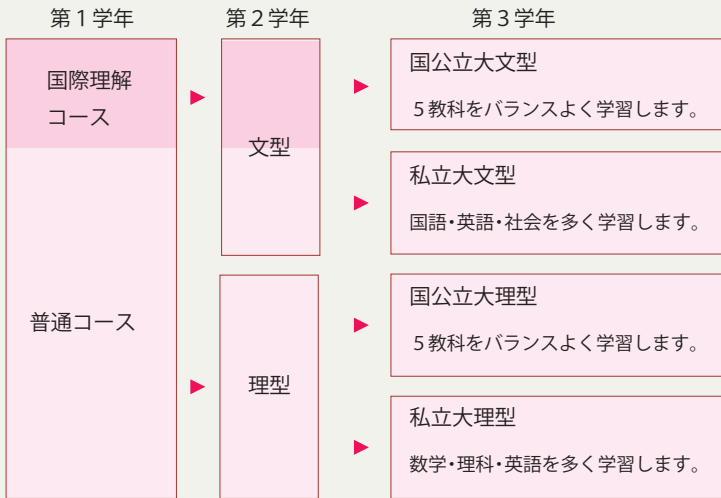 第1学年
第2学年
第3学年
国際理解
コース
普通コース
文型
理型
国公立大文型
5教科をバランスよく学習します。
私立大文型
国語・英語・社会を多く学習します。
国公立大理型
5教科をバランスよく学習します。
私立大理型
数学・理科・英語を多く学習します。